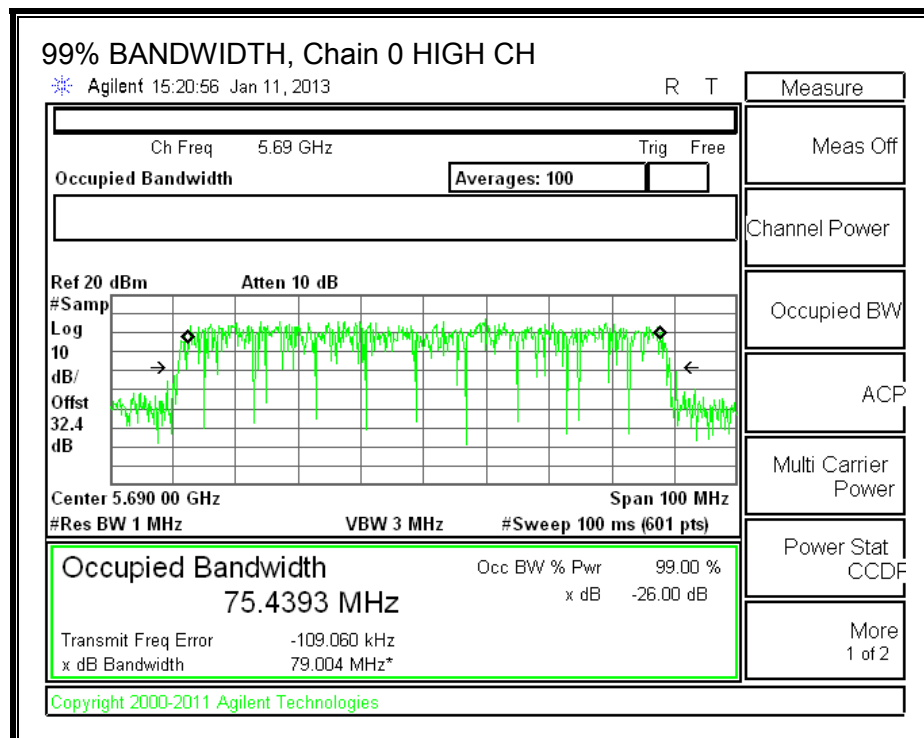 99% BANDWIDTH, Chain 0 HIGH CH
Agilent 15:20:56 Jan 11, 2013 R T
Measure
Ch Freq 5.69 GHz Trig Free
Meas Off
Occupied Bandwidth Averages: 100
Channel Power
Ref 20 dBm Atten 10 dB
#Samp
Log
10
dB/
Offst
32.4
dB
Occupied BW
ACP
Multi Carrier
Power
Center 5.690 00 GHz Span 100 MHz
#Res BW 1 MHz VBW 3 MHz #Sweep 100 ms (601 pts)
Power Stat
CCDF
Occupied Bandwidth Occ BW % Pwr 99.00 %
75.4393 MHz x dB -26.00 dB
Transmit Freq Error -109.060 kHz
x dB Bandwidth 79.004 MHz*
More
1 of 2
Copyright 2000-2011 Agilent Technologies